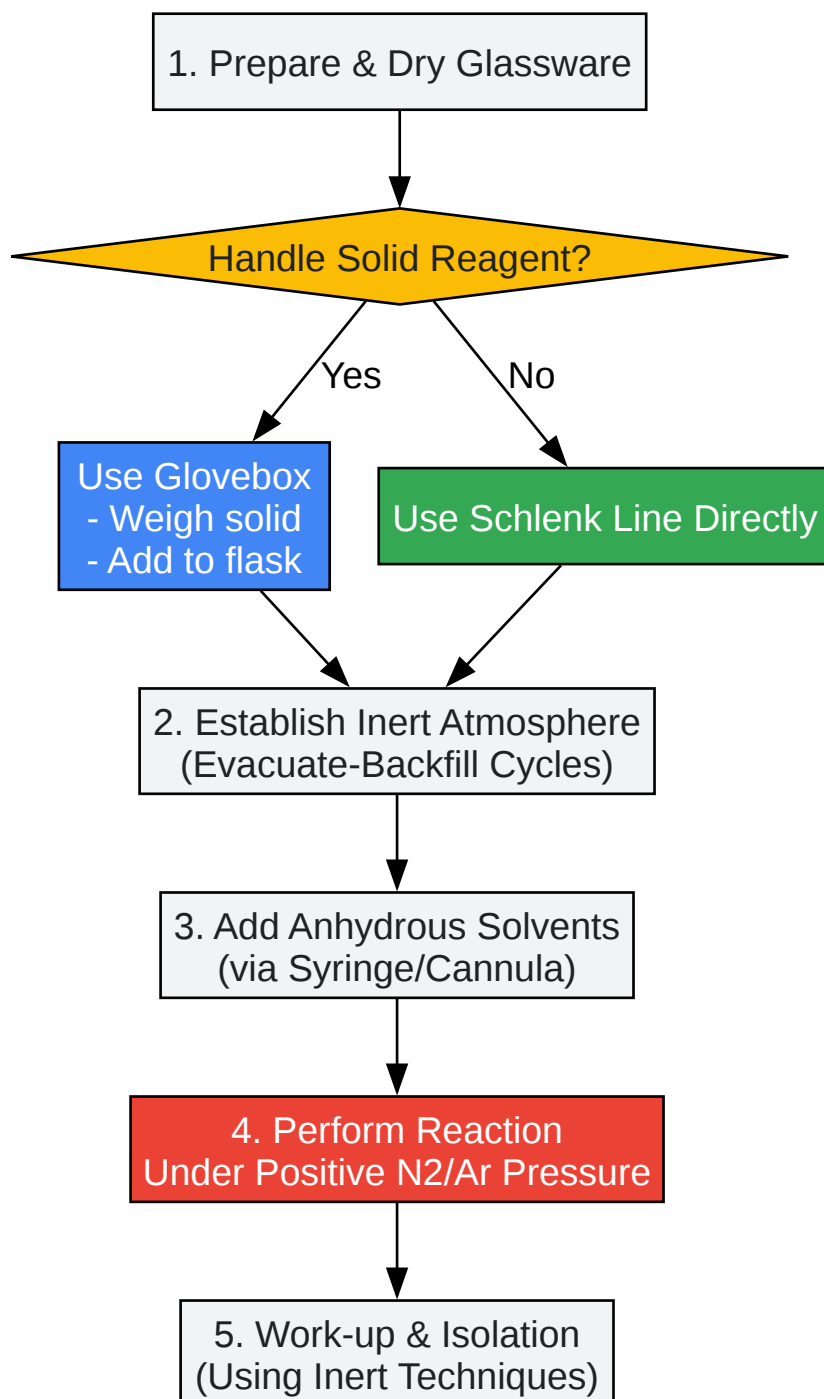 1. Prepare & Dry Glassware
Handle Solid Reagent?
Yes
No
Use Glovebox
- Weigh solid
- Add to flask
Use Schlenk Line Directly
2. Establish Inert Atmosphere
(Evacuate-Backfill Cycles)
3. Add Anhydrous Solvents
(via Syringe/Cannula)
4. Perform Reaction
Under Positive N2/Ar Pressure
5. Work-up & Isolation
(Using Inert Techniques)